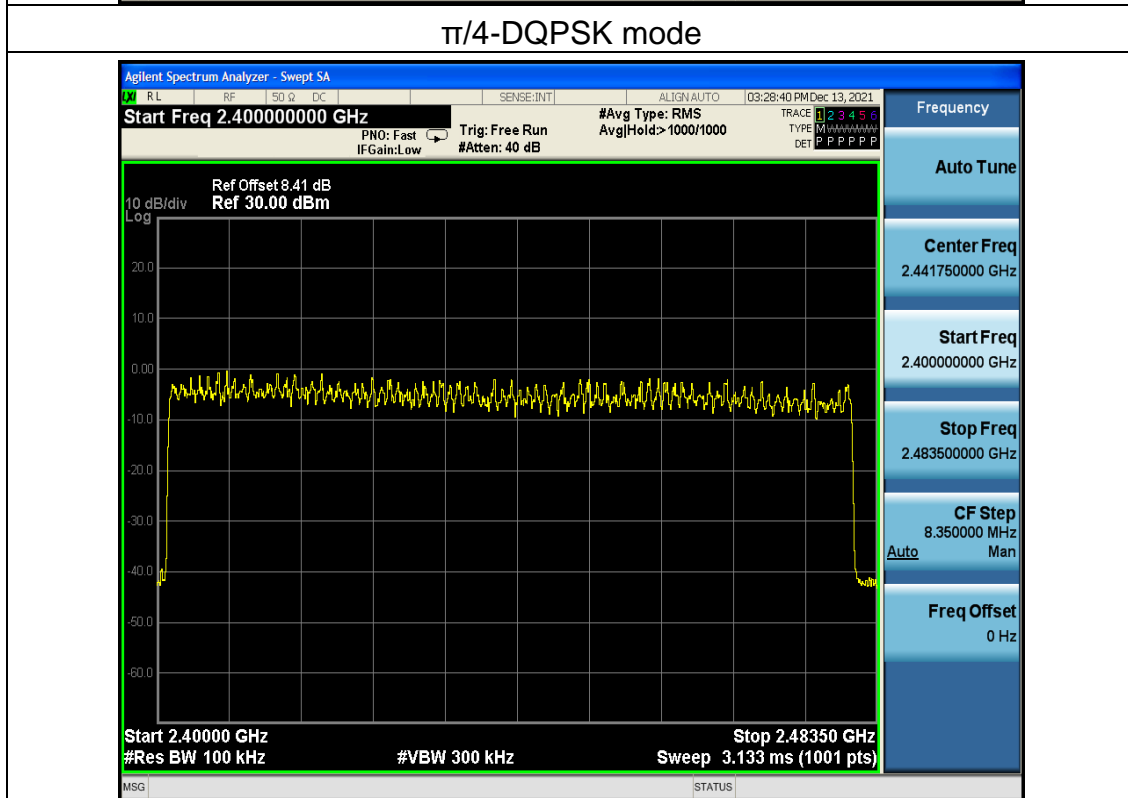 π/4-DQPSK mode
Agilent Spectrum Analyzer - Swept SA
LXI RL RF 50 Ω DC SENSE:INT ALIGN AUTO 03:28:40 PM Dec 13, 2021
Start Freq 2.400000000 GHz
PNO: Fast
IFGain:Low
Trig: Free Run
#Atten: 40 dB
#Avg Type: RMS
Avg|Hold:>1000/1000
TRACE 1 2 3 4 5 6
TYPE M
DET P P P P P P
Ref Offset 8.41 dB
10 dB/div Ref 30.00 dBm
Log
20.0
10.0
0.00
-10.0
-20.0
-30.0
-40.0
-50.0
-60.0
Start 2.40000 GHz Stop 2.48350 GHz
#Res BW 100 kHz #VBW 300 kHz Sweep 3.133 ms (1001 pts)
MSG STATUS
Frequency
Auto Tune
Center Freq
2.441750000 GHz
Start Freq
2.400000000 GHz
Stop Freq
2.483500000 GHz
CF Step
8.350000 MHz
Auto Man
Freq Offset
0 Hz